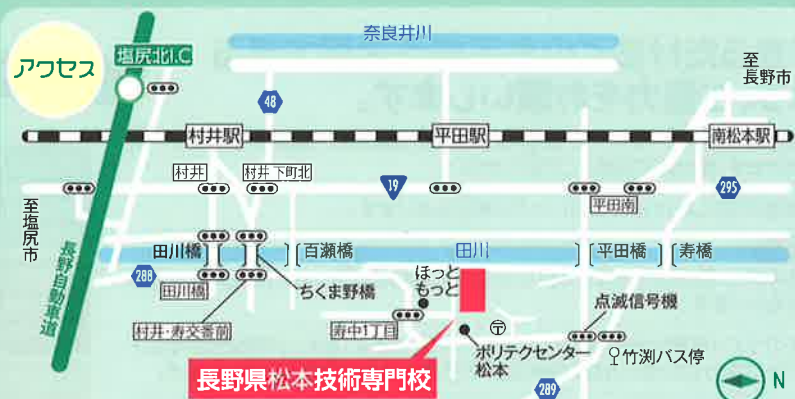 アクセス
塩尻北I.C
奈良井川
至
長野市
48
村井駅
平田駅
南松本駅
村井
村井下町北
19
295
平田南
至塩尻市
長野自動車道
田川橋
百瀬橋
田川
平田橋
寿橋
288
田川橋
ちくま野橋
ほっと
もっと
村井・寿交番前
寿中1丁目
点滅信号機
〒
ポリテクセンター
松本
竹渕バス停
長野県松本技術専門校
289
N